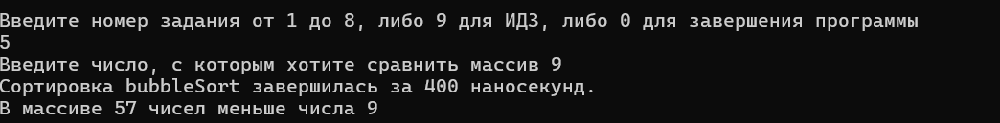 Введите номер задания от 1 до 8, либо 9 для ИДЗ, либо 0 для завершения программы
5
Введите число, с которым хотите сравнить массив 9
Сортировка bubbleSort завершилась за 400 наносекунд.
В массиве 57 чисел меньше числа 9